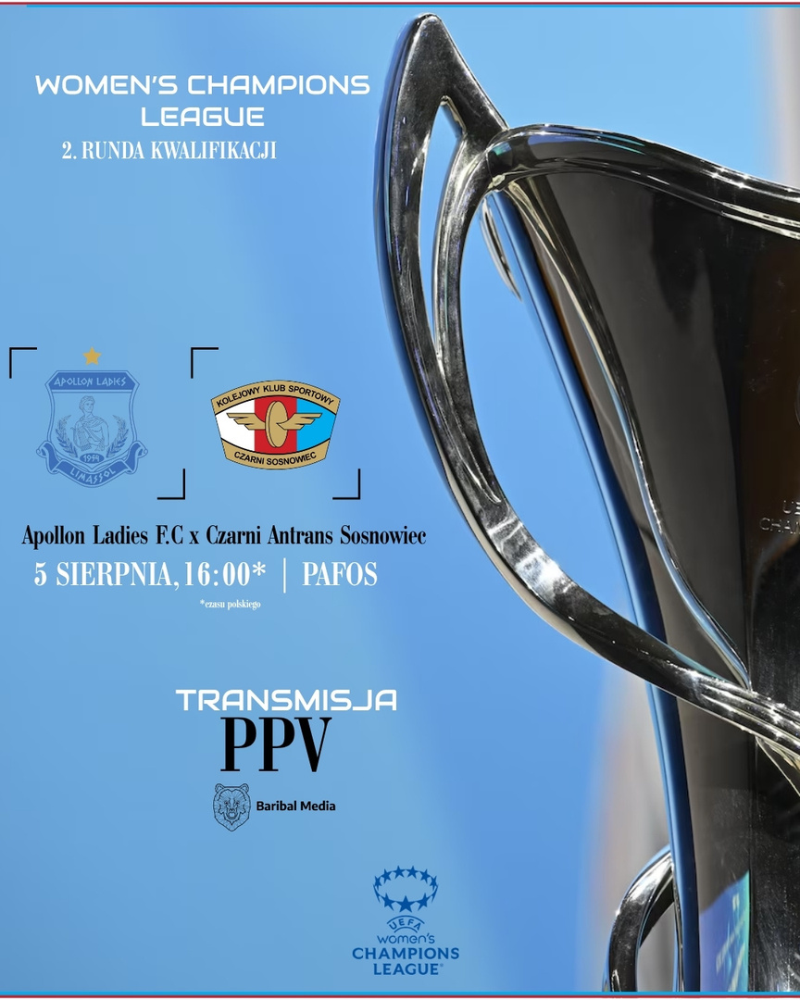 WOMEN'S CHAMPIONS
LEAGUE
2. RUNDA KWALIFIKACJI
APOLLON LADIES
1954
LIMASSOL
KOLEJOWY KLUB SPORTOWY
CZARNI SOSNOWIEC
Apollon Ladies F.C x Czarni Antrans Sosnowiec
5 SIERPNIA, 16:00* | PAFOS
*czasu polskiego
TRANSMISJA
PPV
Baribal Media
UEFA
women's
CHAMPIONS
LEAGUE